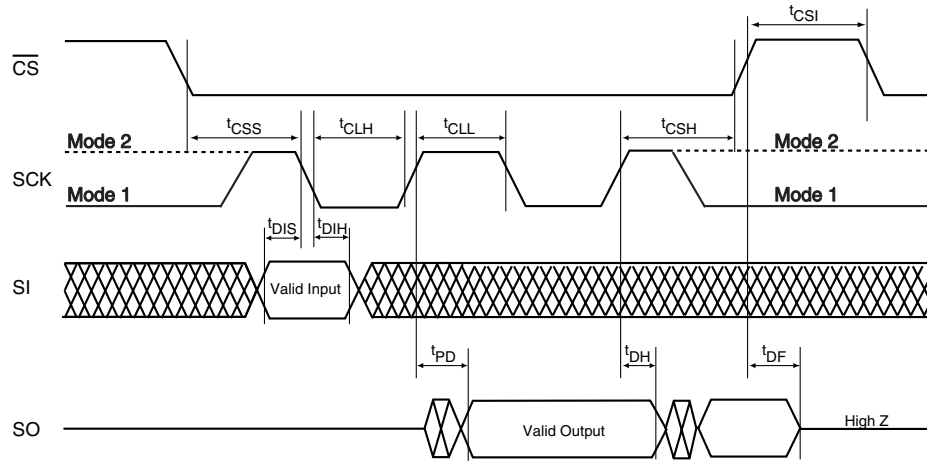 tCSI
CS
tCSS
tCLH
tCLL
tCSH
Mode 2
Mode 2
SCK
Mode 1
Mode 1
tDIS
tDIH
SI
Valid Input
tPD
tDH
tDF
SO
Valid Output
High Z